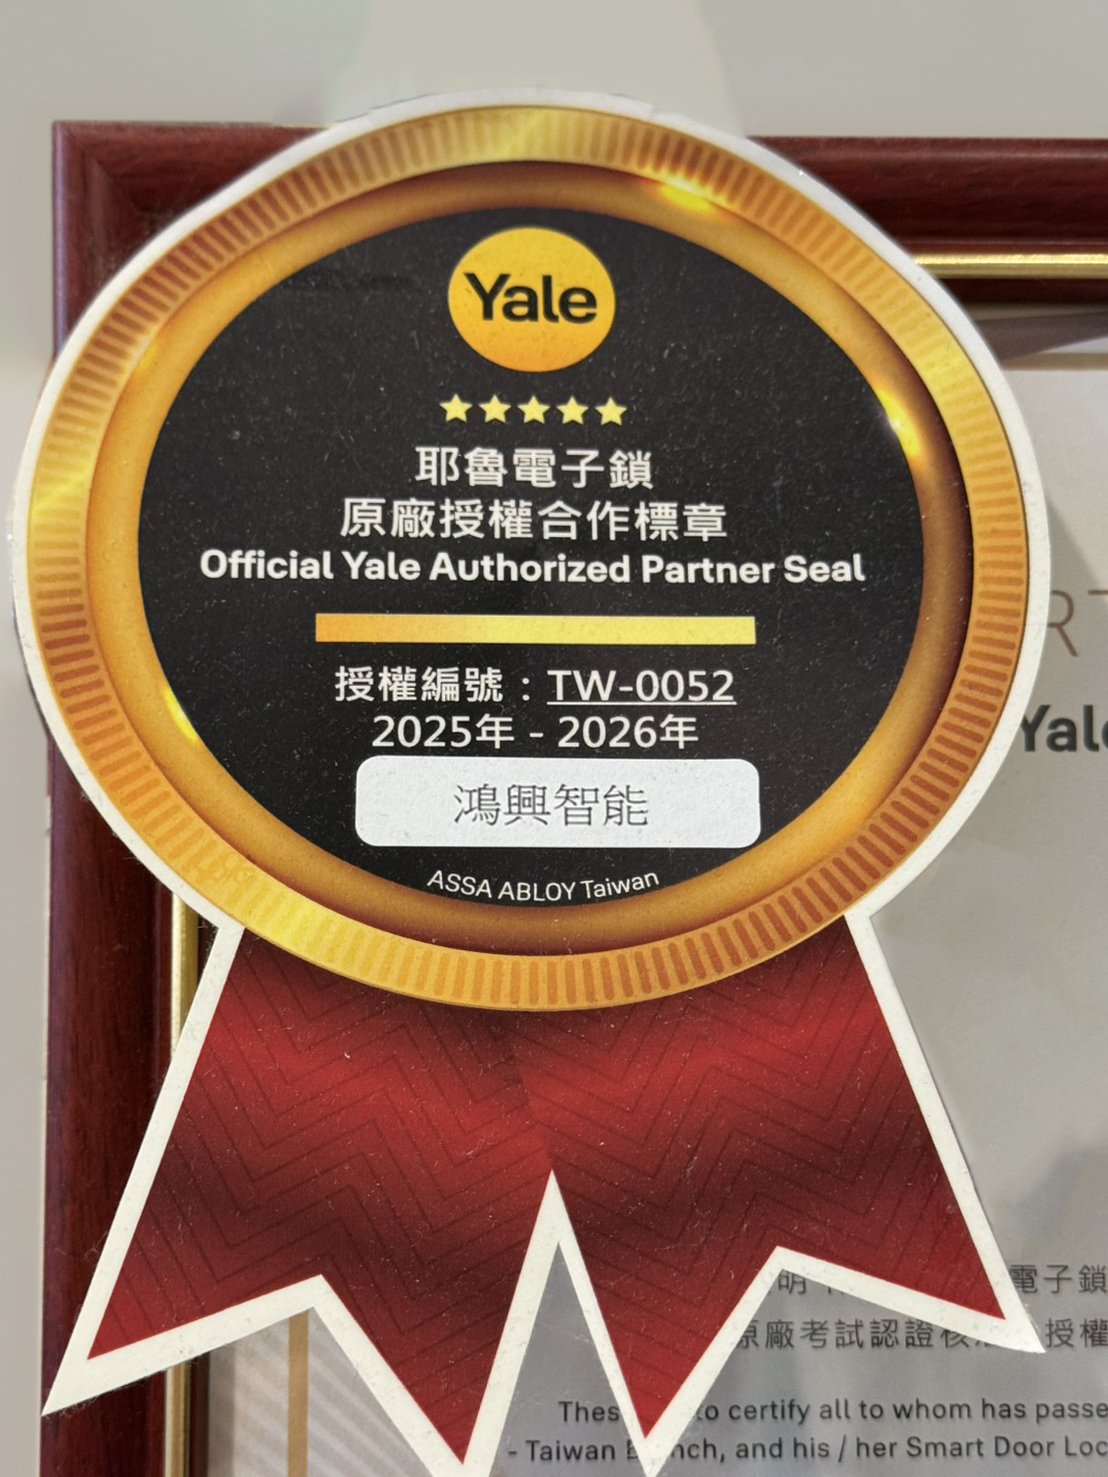 Yale
耶魯電子鎖
原廠授權合作標章
Official Yale Authorized Partner Seal
授權編號：TW-0052
2025年 - 2026年
鴻興智能
ASSA ABLOY Taiwan
Yale
電子鎖
原廠考試認證 授權
to certify all to whom has passe
- Taiwan and his / her Smart Door Loc